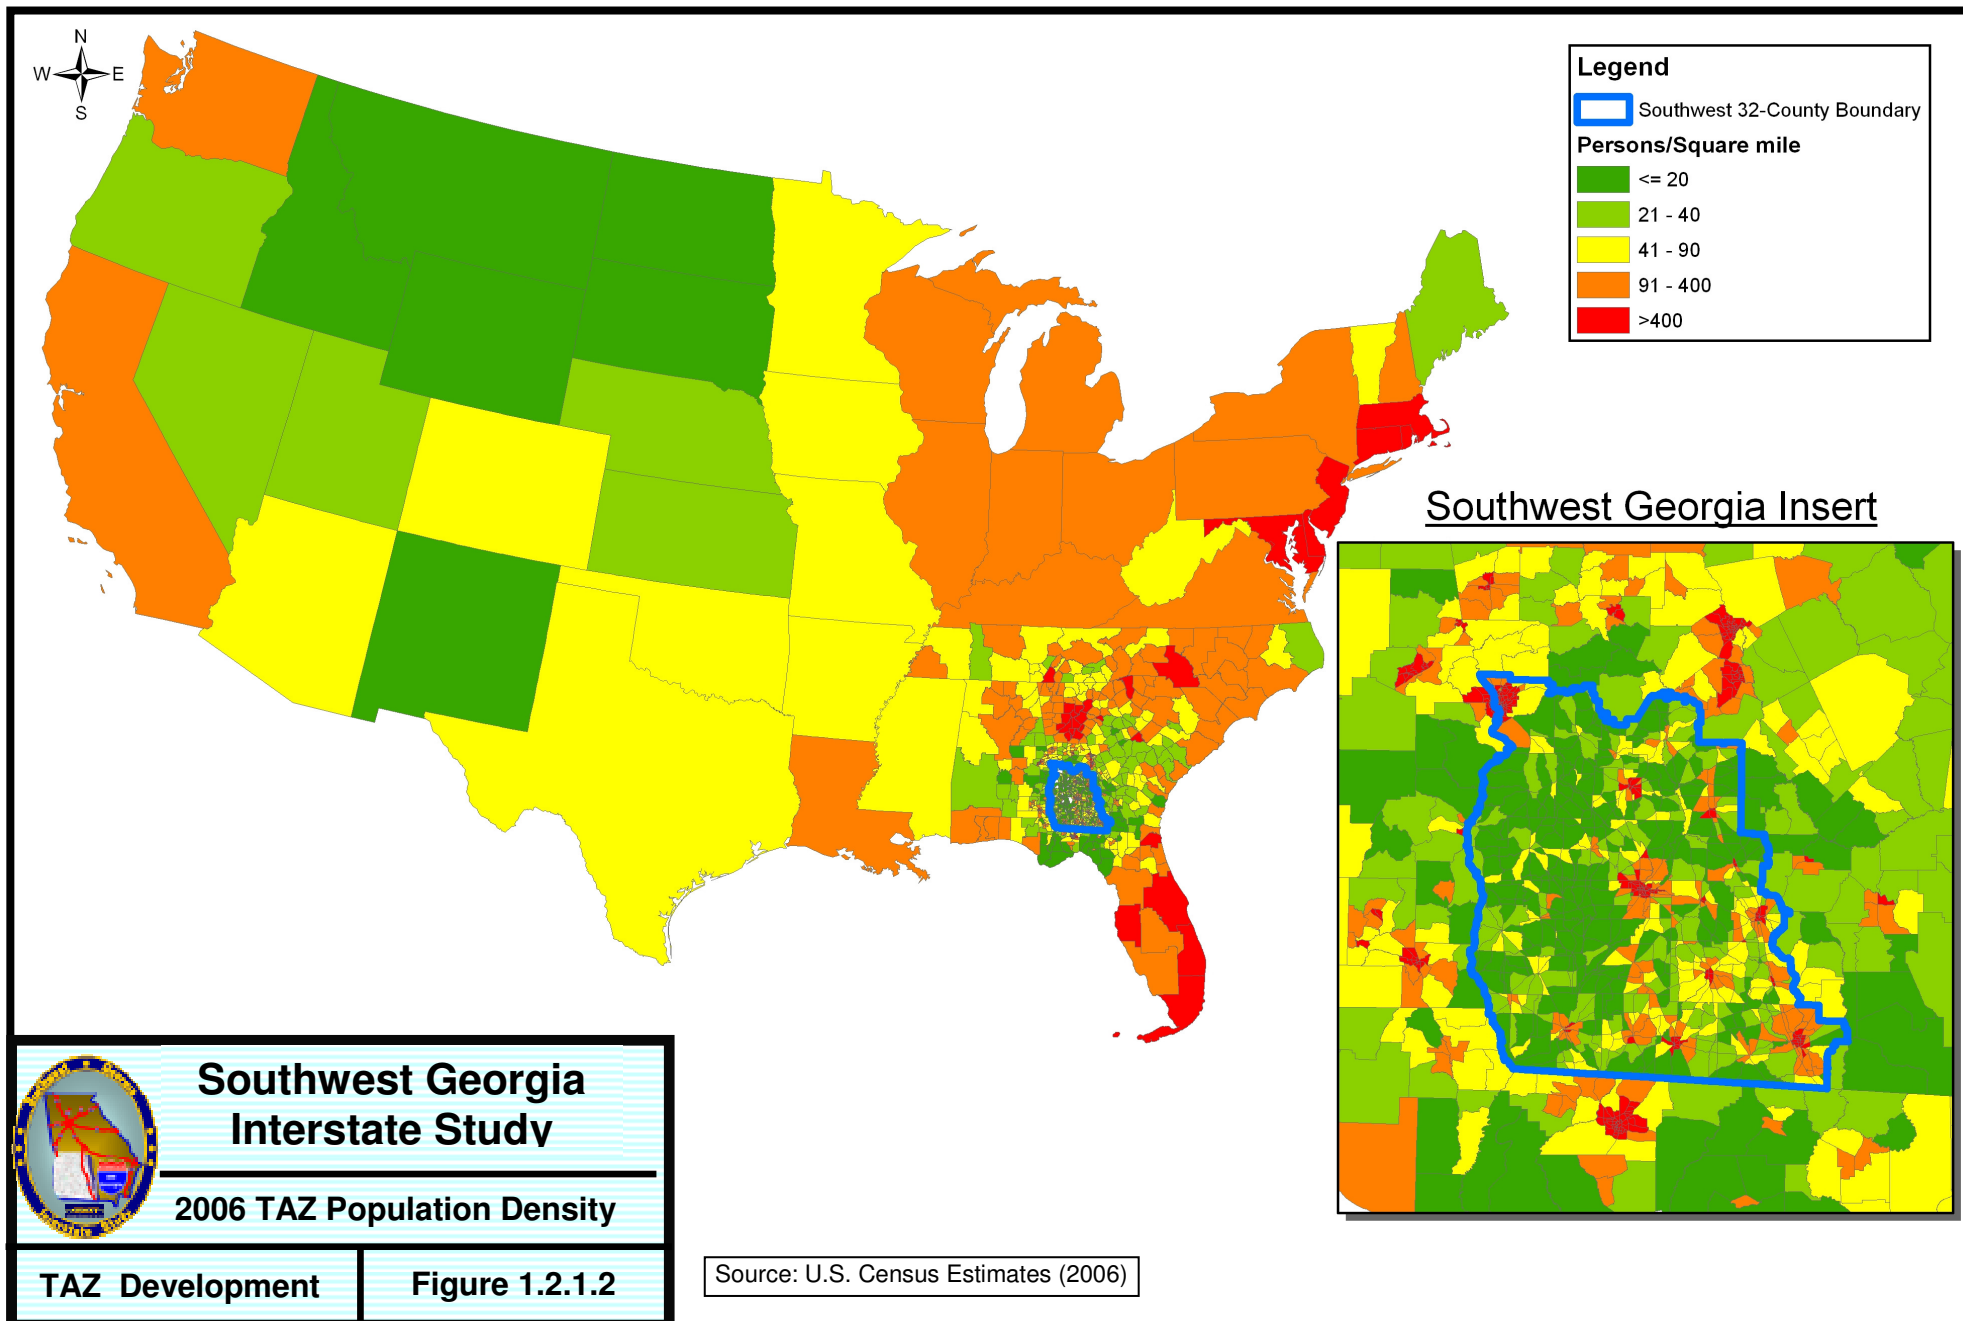 N
W E
S
Legend
Southwest 32-County Boundary
Persons/Square mile
<= 20
21 - 40
41 - 90
91 - 400
>400
Southwest Georgia Insert
Southwest Georgia
Interstate Study
2006 TAZ Population Density
TAZ Development
Figure 1.2.1.2
Source: U.S. Census Estimates (2006)